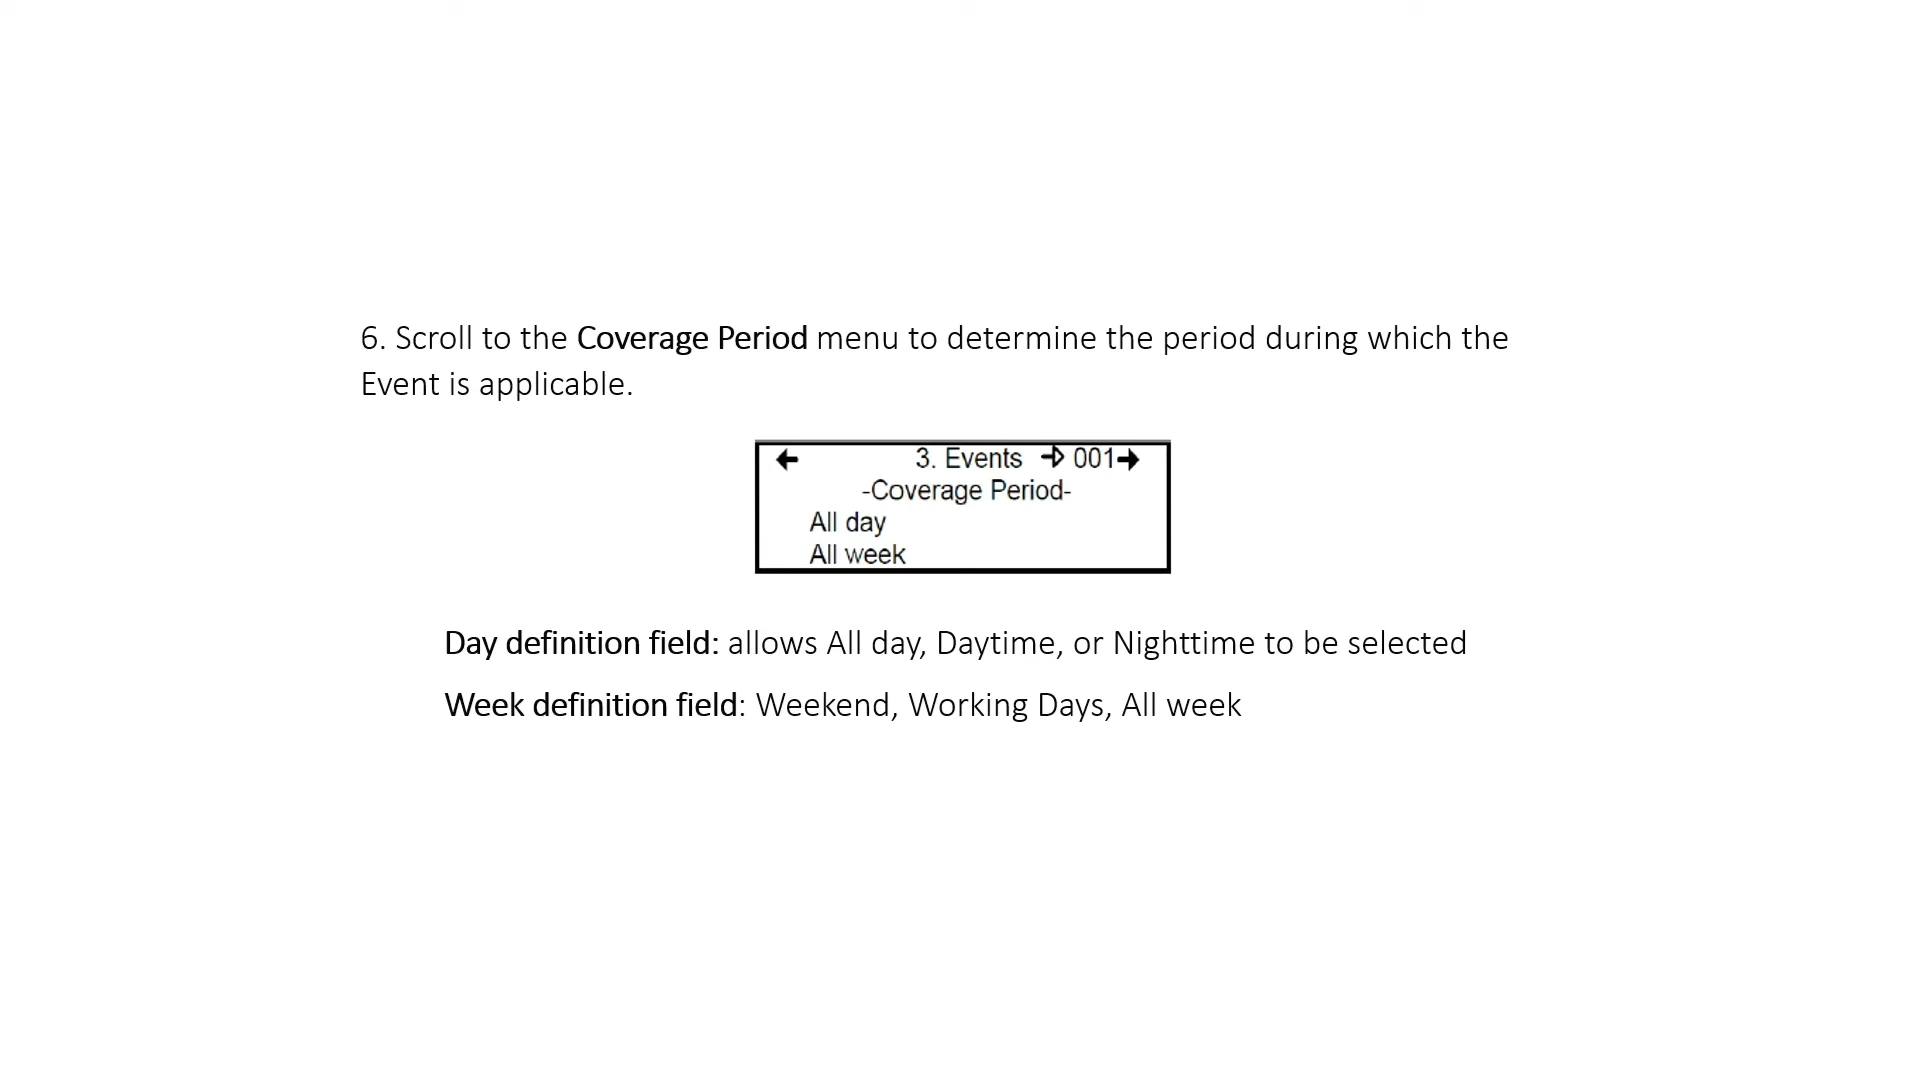 6. Scroll to the Coverage Period menu to determine the period during which the
Event is applicable.
3. Events 001
-Coverage Period-
All day
All week
Day definition field: allows All day, Daytime, or Nighttime to be selected
Week definition field: Weekend, Working Days, All week